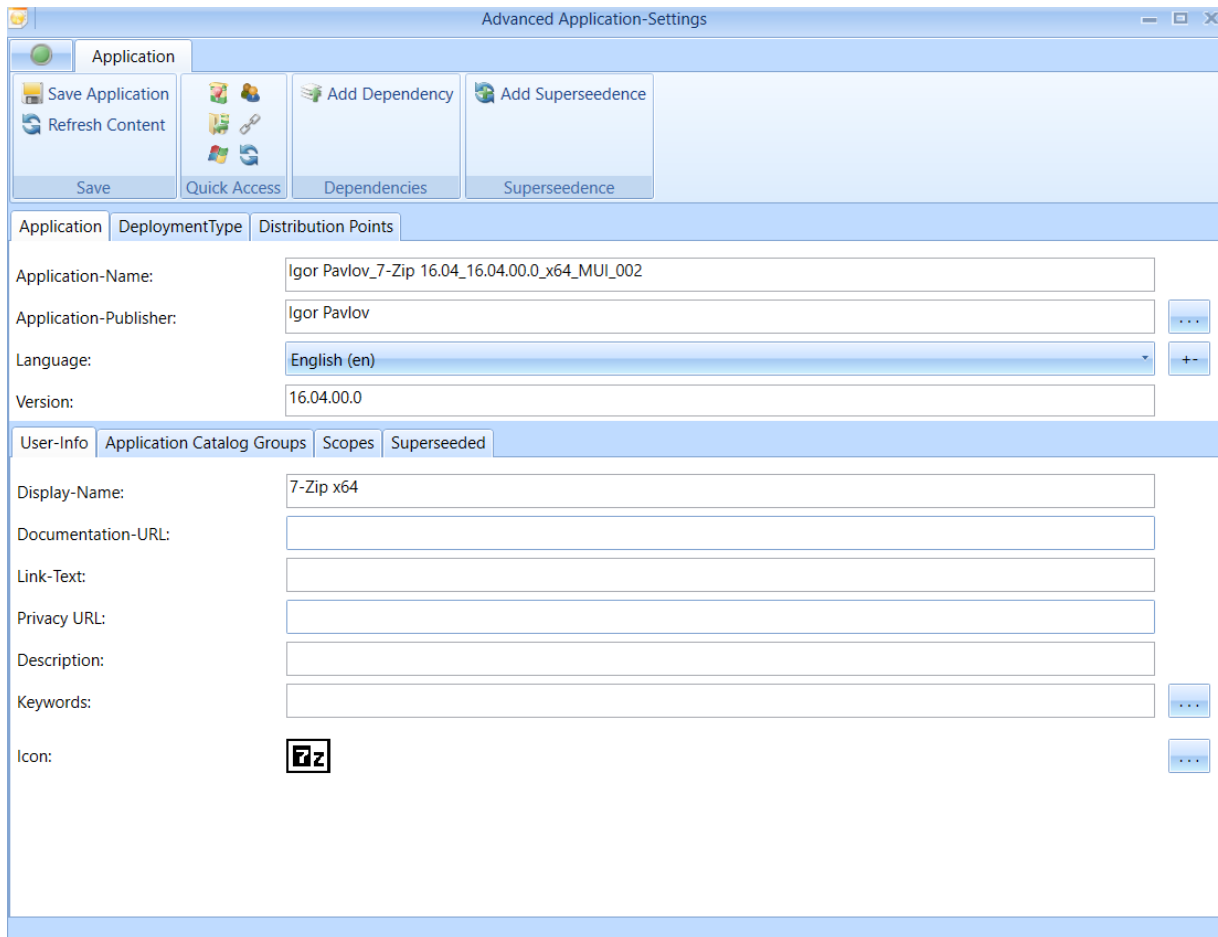 Advanced Application-Settings
Application
Save Application
Refresh Content
Save
Quick Access
Add Dependency
Dependencies
Add Superseedence
Superseedence
Application DeploymentType Distribution Points
Application-Name: Igor Pavlov_7-Zip 16.04_16.04.00.0_x64_MUI_002
Application-Publisher: Igor Pavlov ...
Language: English (en) +-
Version: 16.04.00.0
User-Info Application Catalog Groups Scopes Superseeded
Display-Name: 7-Zip x64
Documentation-URL:
Link-Text:
Privacy URL:
Description:
Keywords: ...
Icon: 7z ...